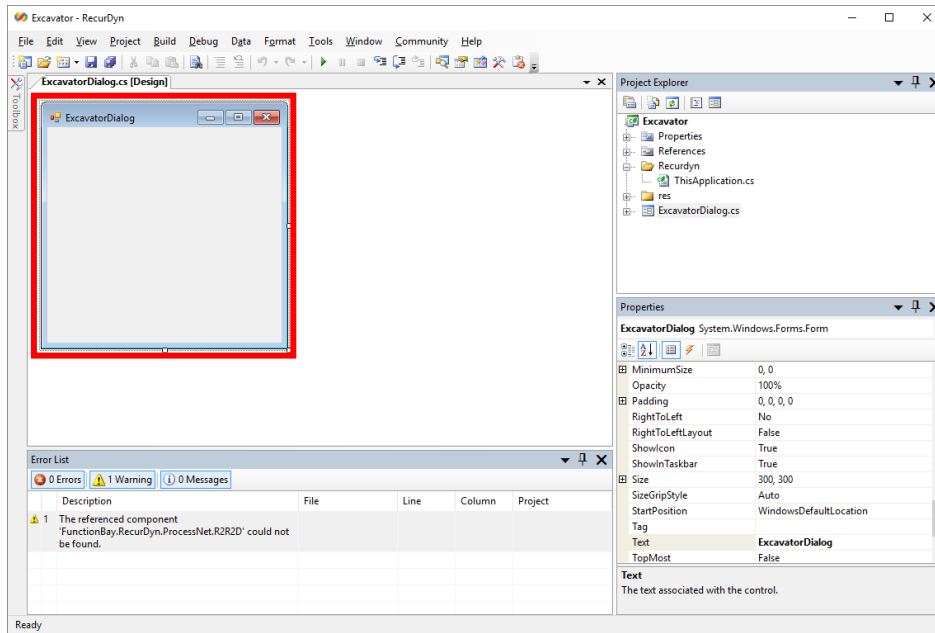 Excavator - RecurDyn
File Edit View Project Build Debug Data Format Tools Window Community Help
Toolbox
ExcavatorDialog.cs [Design]
ExcavatorDialog
Project Explorer
Excavator
Properties
References
Recurdyn
ThisApplication.cs
res
ExcavatorDialog.cs
Properties
ExcavatorDialog System.Windows.Forms.Form
MinimumSize 0, 0
Opacity 100%
Padding 0, 0, 0, 0
RightToLeft No
RightToLeftLayout False
ShowIcon True
ShowInTaskbar True
Size 300, 300
SizeGripStyle Auto
StartPosition WindowsDefaultLocation
Tag
Text ExcavatorDialog
TopMost False
Text
The text associated with the control.
Error List
0 Errors 1 Warning 0 Messages
Description File Line Column Project
1 The referenced component
'FunctionBay.RecurDyn.ProcessNet.R2R2D' could not
be found.
Ready